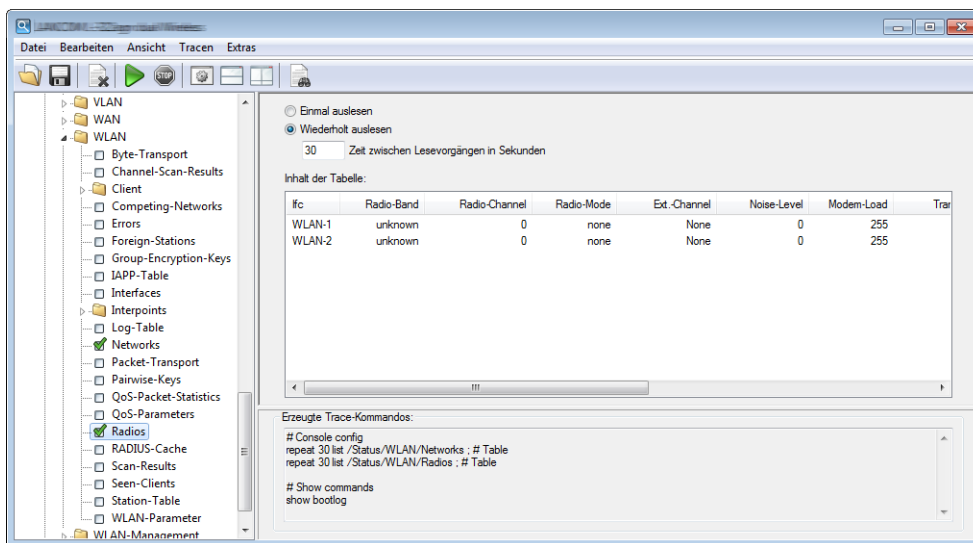 Datei Bearbeiten Ansicht Tracen Extras
STOP
VLAN
WAN
WLAN
Byte-Transport
Channel-Scan-Results
Client
Competing-Networks
Errors
Foreign-Stations
Group-Encryption-Keys
IAPP-Table
Interfaces
Interpoints
Log-Table
Networks
Packet-Transport
Pairwise-Keys
QoS-Packet-Statistics
QoS-Parameters
Radios
RADIUS-Cache
Scan-Results
Seen-Clients
Station-Table
WLAN-Parameter
WLAN-Management
Einmal auslesen
Wiederholt auslesen
30 Zeit zwischen Lesevorgängen in Sekunden
Inhalt der Tabelle:
Ifc Radio-Band Radio-Channel Radio-Mode Ext.-Channel Noise-Level Modem-Load Trar
WLAN-1 unknown 0 none None 0 255
WLAN-2 unknown 0 none None 0 255
Erzeugte Trace-Kommandos:
# Console config
repeat 30 list /Status/WLAN/Networks ; # Table
repeat 30 list /Status/WLAN/Radios ; # Table
# Show commands
show bootlog